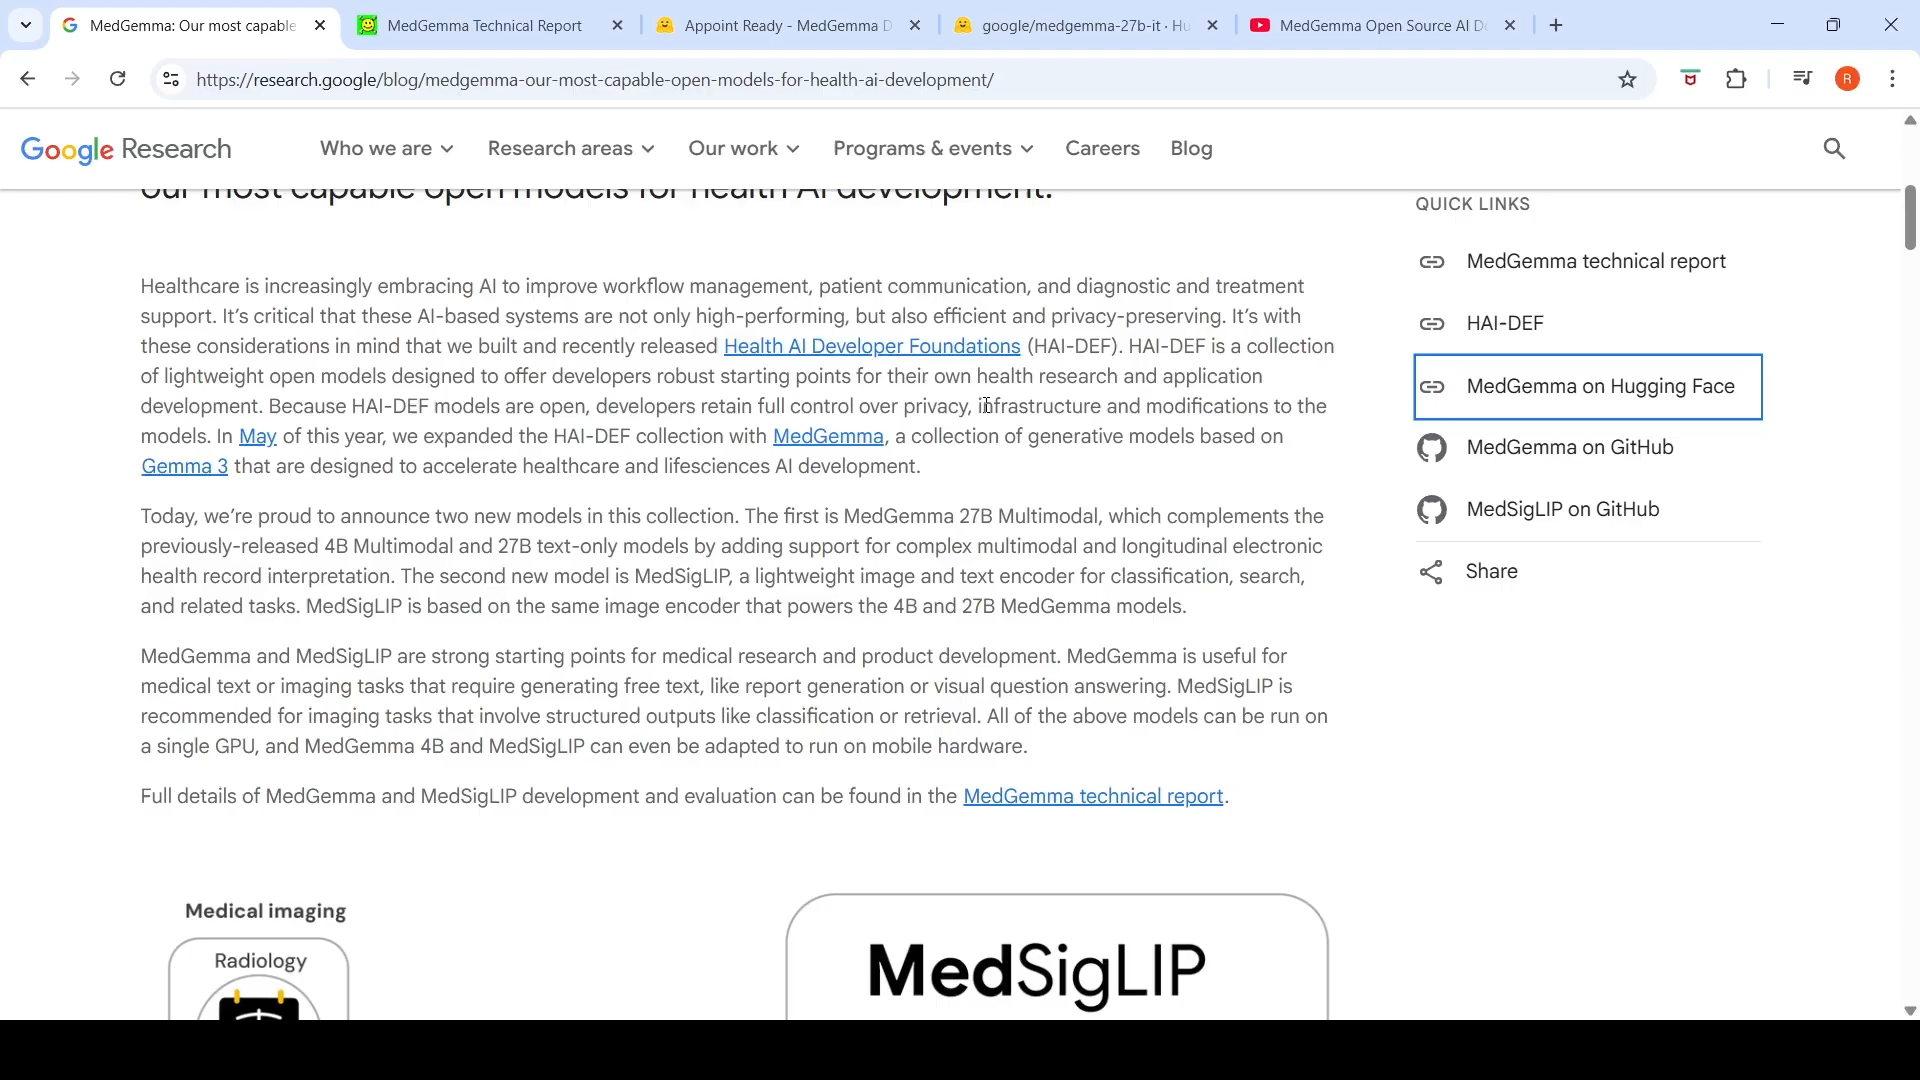 MedGemma: Our most capable
MedGemma Technical Report
Appoint Ready - MedGemma D
google/medgemma-27b-it · Hu
MedGemma Open Source AI D
https://research.google/blog/medgemma-our-most-capable-open-models-for-health-ai-development/
R
Google Research
Who we are
Research areas
Our work
Programs & events
Careers
Blog
our most capable open models for health AI development.
Healthcare is increasingly embracing AI to improve workflow management, patient communication, and diagnostic and treatment
support. It’s critical that these AI-based systems are not only high-performing, but also efficient and privacy-preserving. It’s with
these considerations in mind that we built and recently released Health AI Developer Foundations (HAI-DEF). HAI-DEF is a collection
of lightweight open models designed to offer developers robust starting points for their own health research and application
development. Because HAI-DEF models are open, developers retain full control over privacy, infrastructure and modifications to the
models. In May of this year, we expanded the HAI-DEF collection with MedGemma, a collection of generative models based on
Gemma 3 that are designed to accelerate healthcare and lifesciences AI development.
Today, we’re proud to announce two new models in this collection. The first is MedGemma 27B Multimodal, which complements the
previously-released 4B Multimodal and 27B text-only models by adding support for complex multimodal and longitudinal electronic
health record interpretation. The second new model is MedSigLIP, a lightweight image and text encoder for classification, search,
and related tasks. MedSigLIP is based on the same image encoder that powers the 4B and 27B MedGemma models.
MedGemma and MedSigLIP are strong starting points for medical research and product development. MedGemma is useful for
medical text or imaging tasks that require generating free text, like report generation or visual question answering. MedSigLIP is
recommended for imaging tasks that involve structured outputs like classification or retrieval. All of the above models can be run on
a single GPU, and MedGemma 4B and MedSigLIP can even be adapted to run on mobile hardware.
Full details of MedGemma and MedSigLIP development and evaluation can be found in the MedGemma technical report.
QUICK LINKS
MedGemma technical report
HAI-DEF
MedGemma on Hugging Face
MedGemma on GitHub
MedSigLIP on GitHub
Share
Medical imaging
Radiology
MedSigLIP